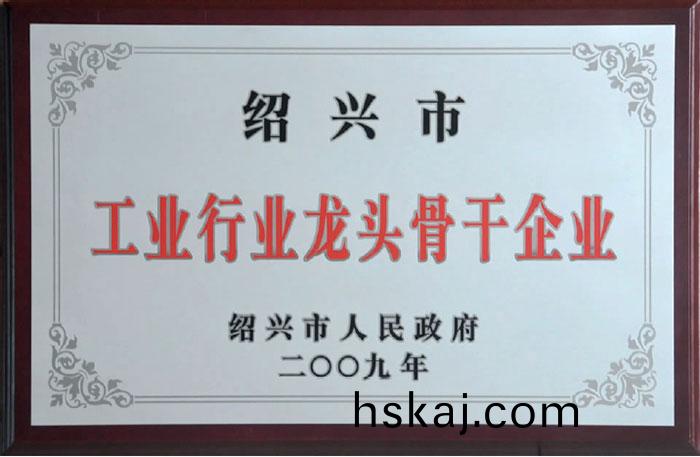 绍兴市
工业行业龙头骨干企业
绍兴市人民政府
二〇〇九年
hskaj.com